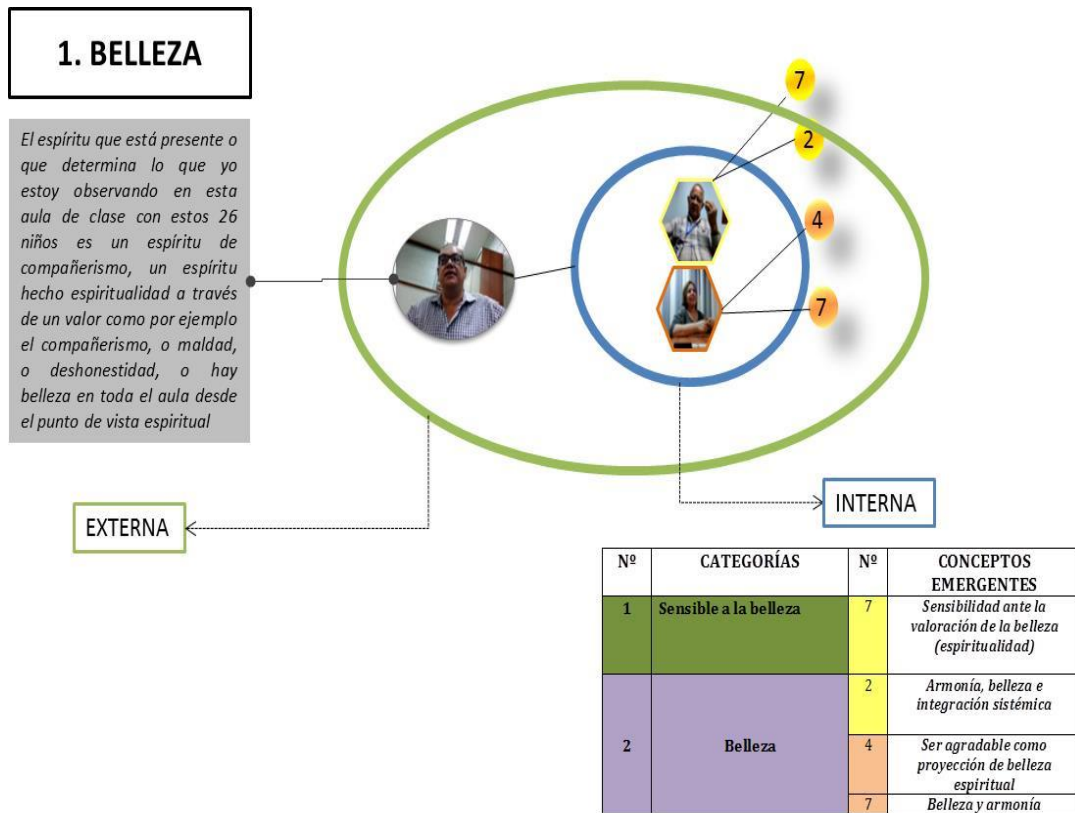 1. BELLEZA
El espíritu que está presente o
que determina lo que yo
estoy observando en esta
aula de clase con estos 26
niños es un espíritu de
compañerismo, un espíritu
hecho espiritualidad a través
de un valor como por ejemplo
el compañerismo, o maldad,
o deshonestidad, o hay
belleza en toda el aula desde
el punto de vista espiritual
7
2
4
7
EXTERNA
INTERNA
Nº CATEGORÍAS Nº CONCEPTOS
EMERGENTES
1 Sensible a la belleza 7 Sensibilidad ante la
valoración de la belleza
(espiritualidad)
2 Armonía, belleza e
integración sistémica
2 Belleza 4 Ser agradable como
proyección de belleza
espiritual
7 Belleza y armonía